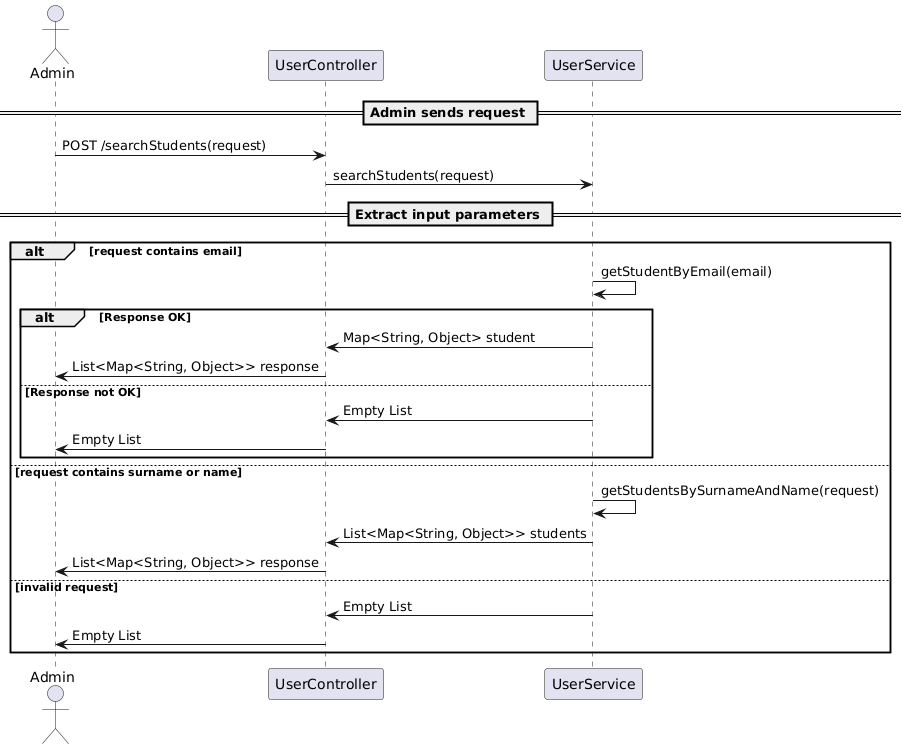 Admin
UserController
UserService
Admin sends request
POST /searchStudents(request)
searchStudents(request)
Extract input parameters
alt [request contains email]
getStudentByEmail(email)
alt [Response OK]
Map<String, Object> student
List<Map<String, Object>> response
[Response not OK]
Empty List
Empty List
[request contains surname or name]
getStudentsBySurnameAndName(request)
List<Map<String, Object>> students
List<Map<String, Object>> response
[invalid request]
Empty List
Empty List
Admin
UserController
UserService